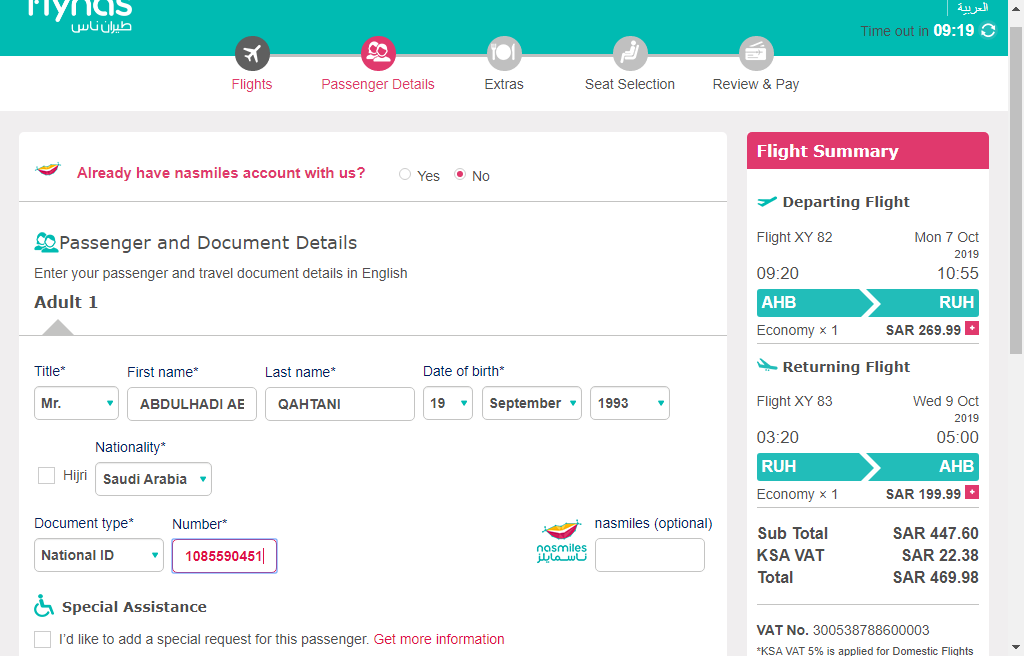 flynas
طيران ناس
العربية
Time out in 09:19
Flights
Passenger Details
Extras
Seat Selection
Review & Pay
Already have nasmiles account with us?
Yes
No
Passenger and Document Details
Enter your passenger and travel document details in English
Adult 1
Title*
First name*
Last name*
Date of birth*
Mr.
ABDULHADI AE
QAHTANI
19
September
1993
Nationality*
Hijri
Saudi Arabia
Document type*
Number*
nasmiles (optional)
National ID
1085590451
nasmiles
ناسمايلز
Special Assistance
I'd like to add a special request for this passenger. Get more information
Flight Summary
Departing Flight
Flight XY 82
Mon 7 Oct
2019
09:20
10:55
AHB
RUH
Economy × 1
SAR 269.99 +
Returning Flight
Flight XY 83
Wed 9 Oct
2019
03:20
05:00
RUH
AHB
Economy × 1
SAR 199.99 +
Sub Total
SAR 447.60
KSA VAT
SAR 22.38
Total
SAR 469.98
VAT No. 300538788600003
*KSA VAT 5% is applied for Domestic Flights